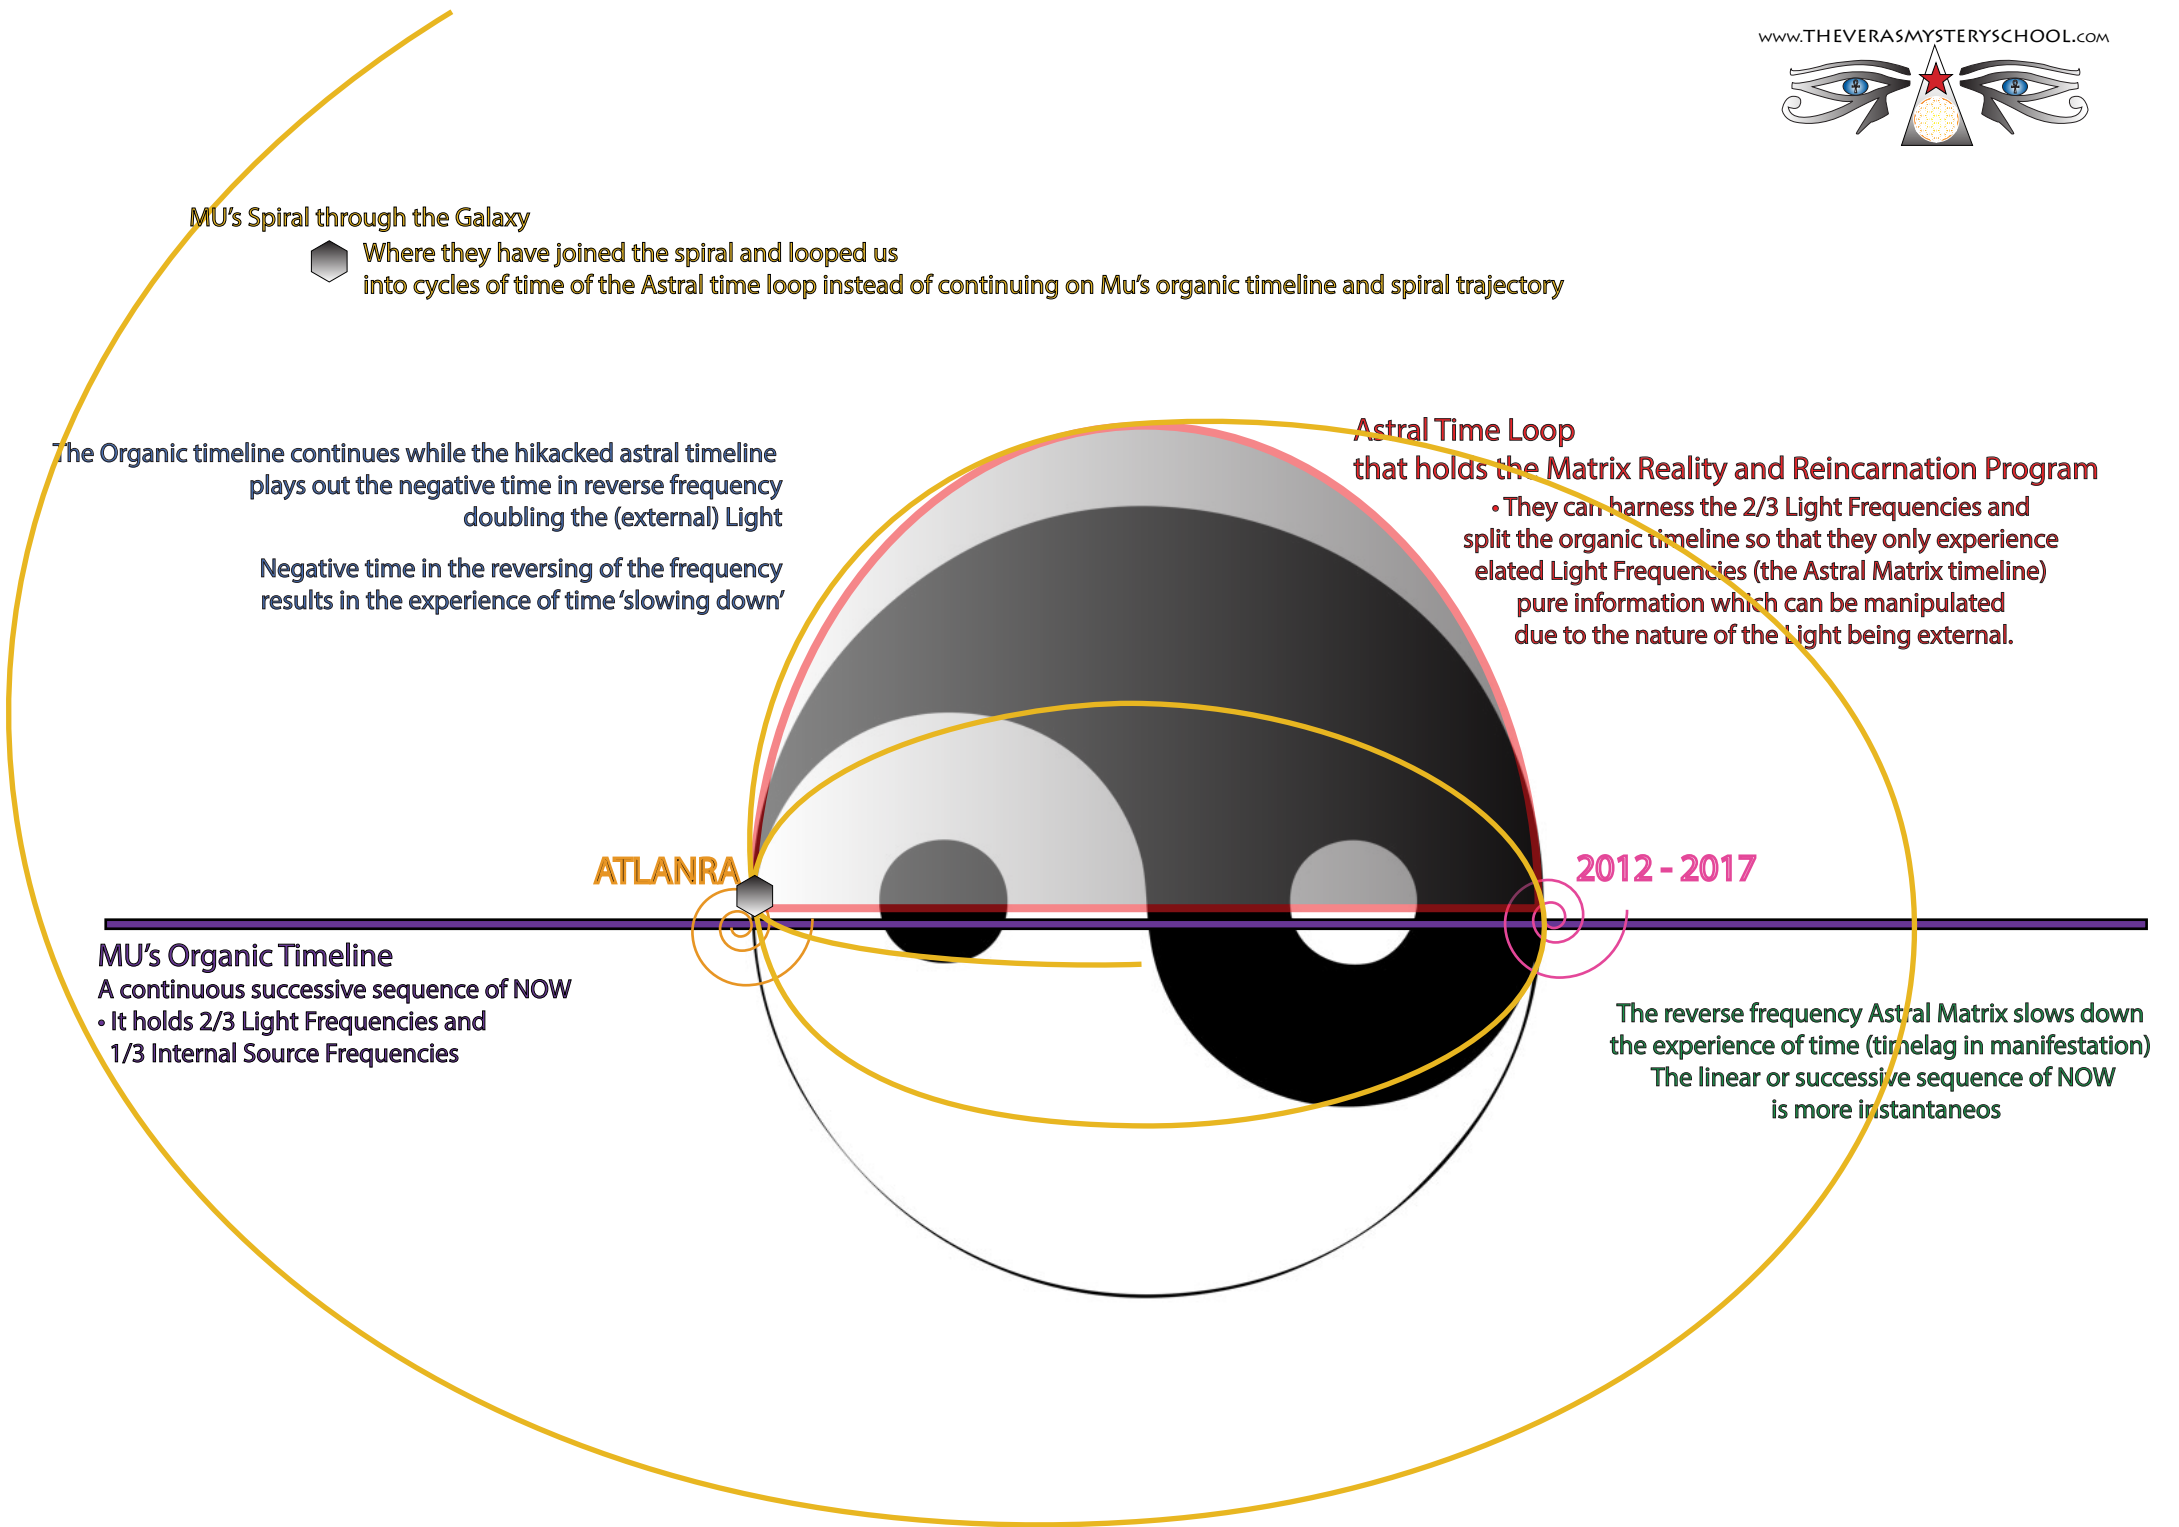 www.THEVERASMYSTERYSCHOOL.com
MU's Spiral through the Galaxy
Where they have joined the spiral and looped us
into cycles of time of the Astral time loop instead of continuing on Mu's organic timeline and spiral trajectory
The Organic timeline continues while the hikacked astral timeline
plays out the negative time in reverse frequency
doubling the (external) Light
Negative time in the reversing of the frequency
results in the experience of time 'slowing down'
Astral Time Loop
that holds the Matrix Reality and Reincarnation Program
• They can harness the 2/3 Light Frequencies and
split the organic timeline so that they only experience
elated Light Frequencies (the Astral Matrix timeline)
pure information which can be manipulated
due to the nature of the Light being external.
ATLANRA
2012 - 2017
MU's Organic Timeline
A continuous successive sequence of NOW
• It holds 2/3 Light Frequencies and
1/3 Internal Source Frequencies
The reverse frequency Astral Matrix slows down
the experience of time (timelag in manifestation)
The linear or successive sequence of NOW
is more instantaneos